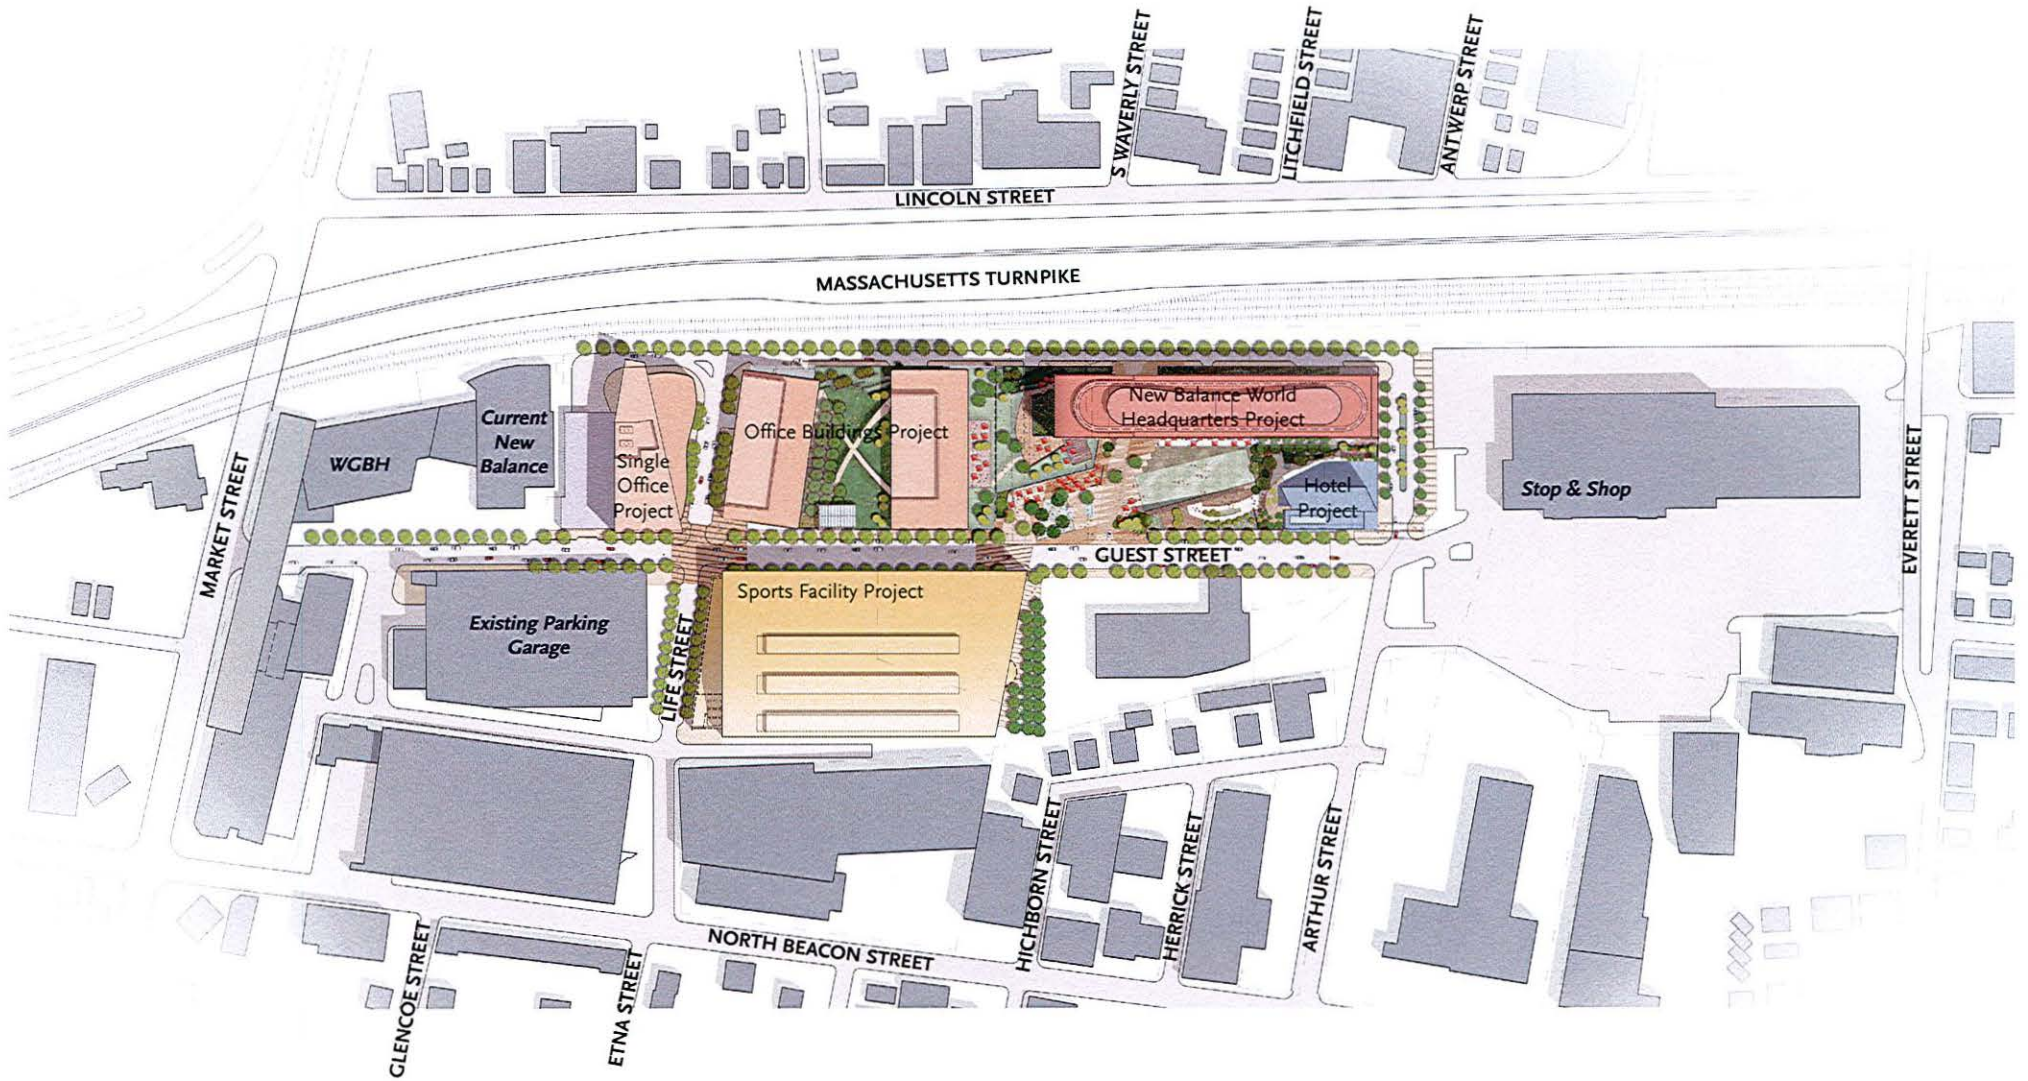 S WAVERLY STREET
LITCHFIELD STREET
ANTWERP STREET
LINCOLN STREET
MASSACHUSETTS TURNPIKE
New Balance World
Headquarters Project
Current
New
Balance
Office Buildings Project
WGBH
Single
Office
Project
Hotel
Project
Stop & Shop
MARKET STREET
EVERETT STREET
GUEST STREET
Sports Facility Project
Existing Parking
Garage
LIFE STREET
HICHBORN STREET
HERRICK STREET
ARTHUR STREET
NORTH BEACON STREET
GLENCOE STREET
ETNA STREET